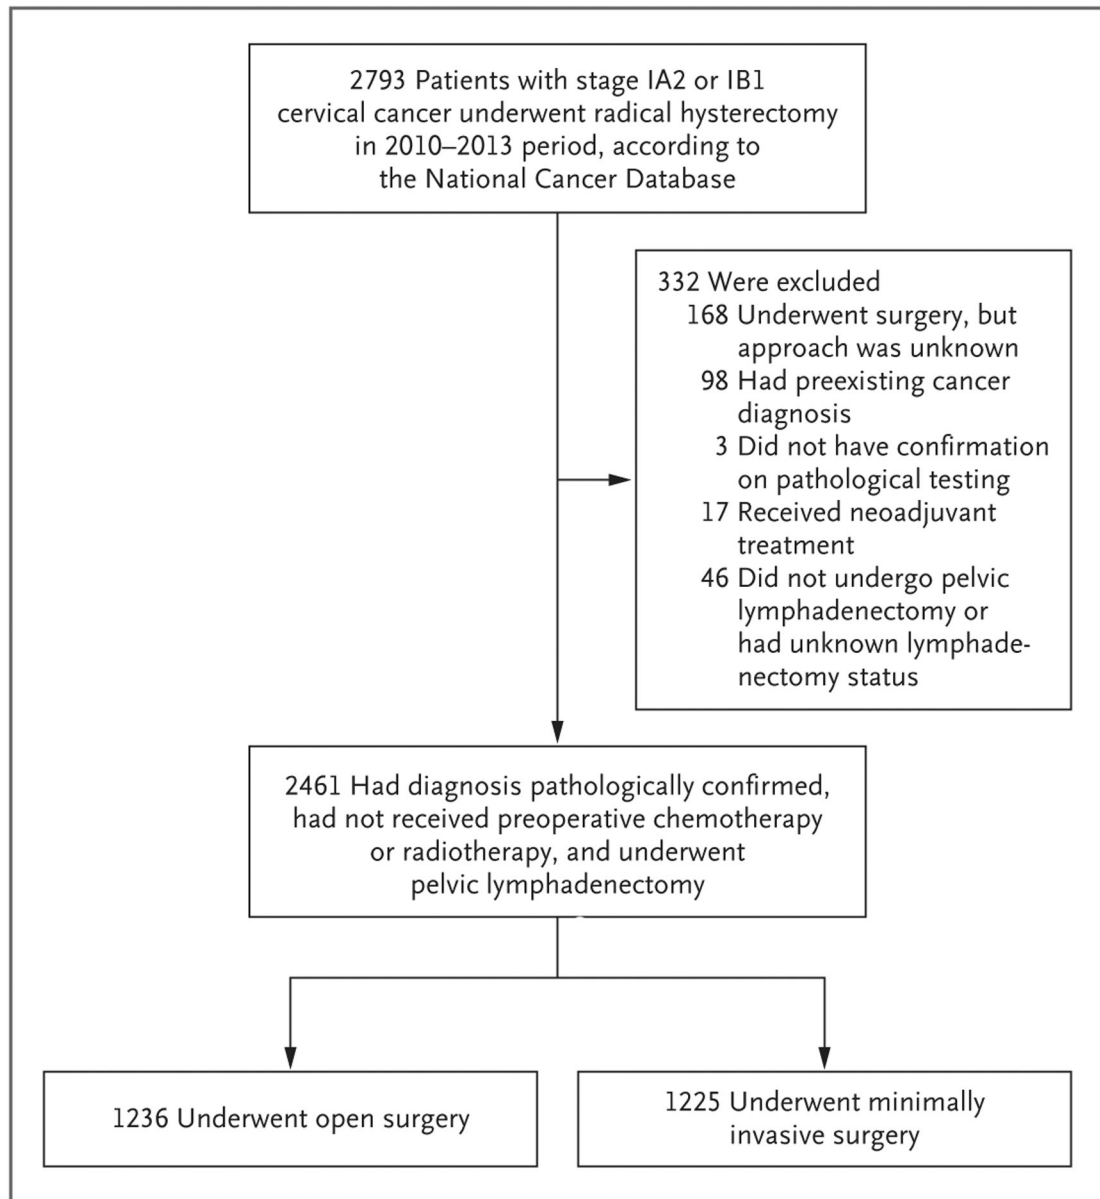 2793 Patients with stage IA2 or IB1
cervical cancer underwent radical hysterectomy
in 2010–2013 period, according to
the National Cancer Database
332 Were excluded
168 Underwent surgery, but
approach was unknown
98 Had preexisting cancer
diagnosis
3 Did not have confirmation
on pathological testing
17 Received neoadjuvant
treatment
46 Did not undergo pelvic
lymphadenectomy or
had unknown lymphade-
nectomy status
2461 Had diagnosis pathologically confirmed,
had not received preoperative chemotherapy
or radiotherapy, and underwent
pelvic lymphadenectomy
1236 Underwent open surgery
1225 Underwent minimally
invasive surgery